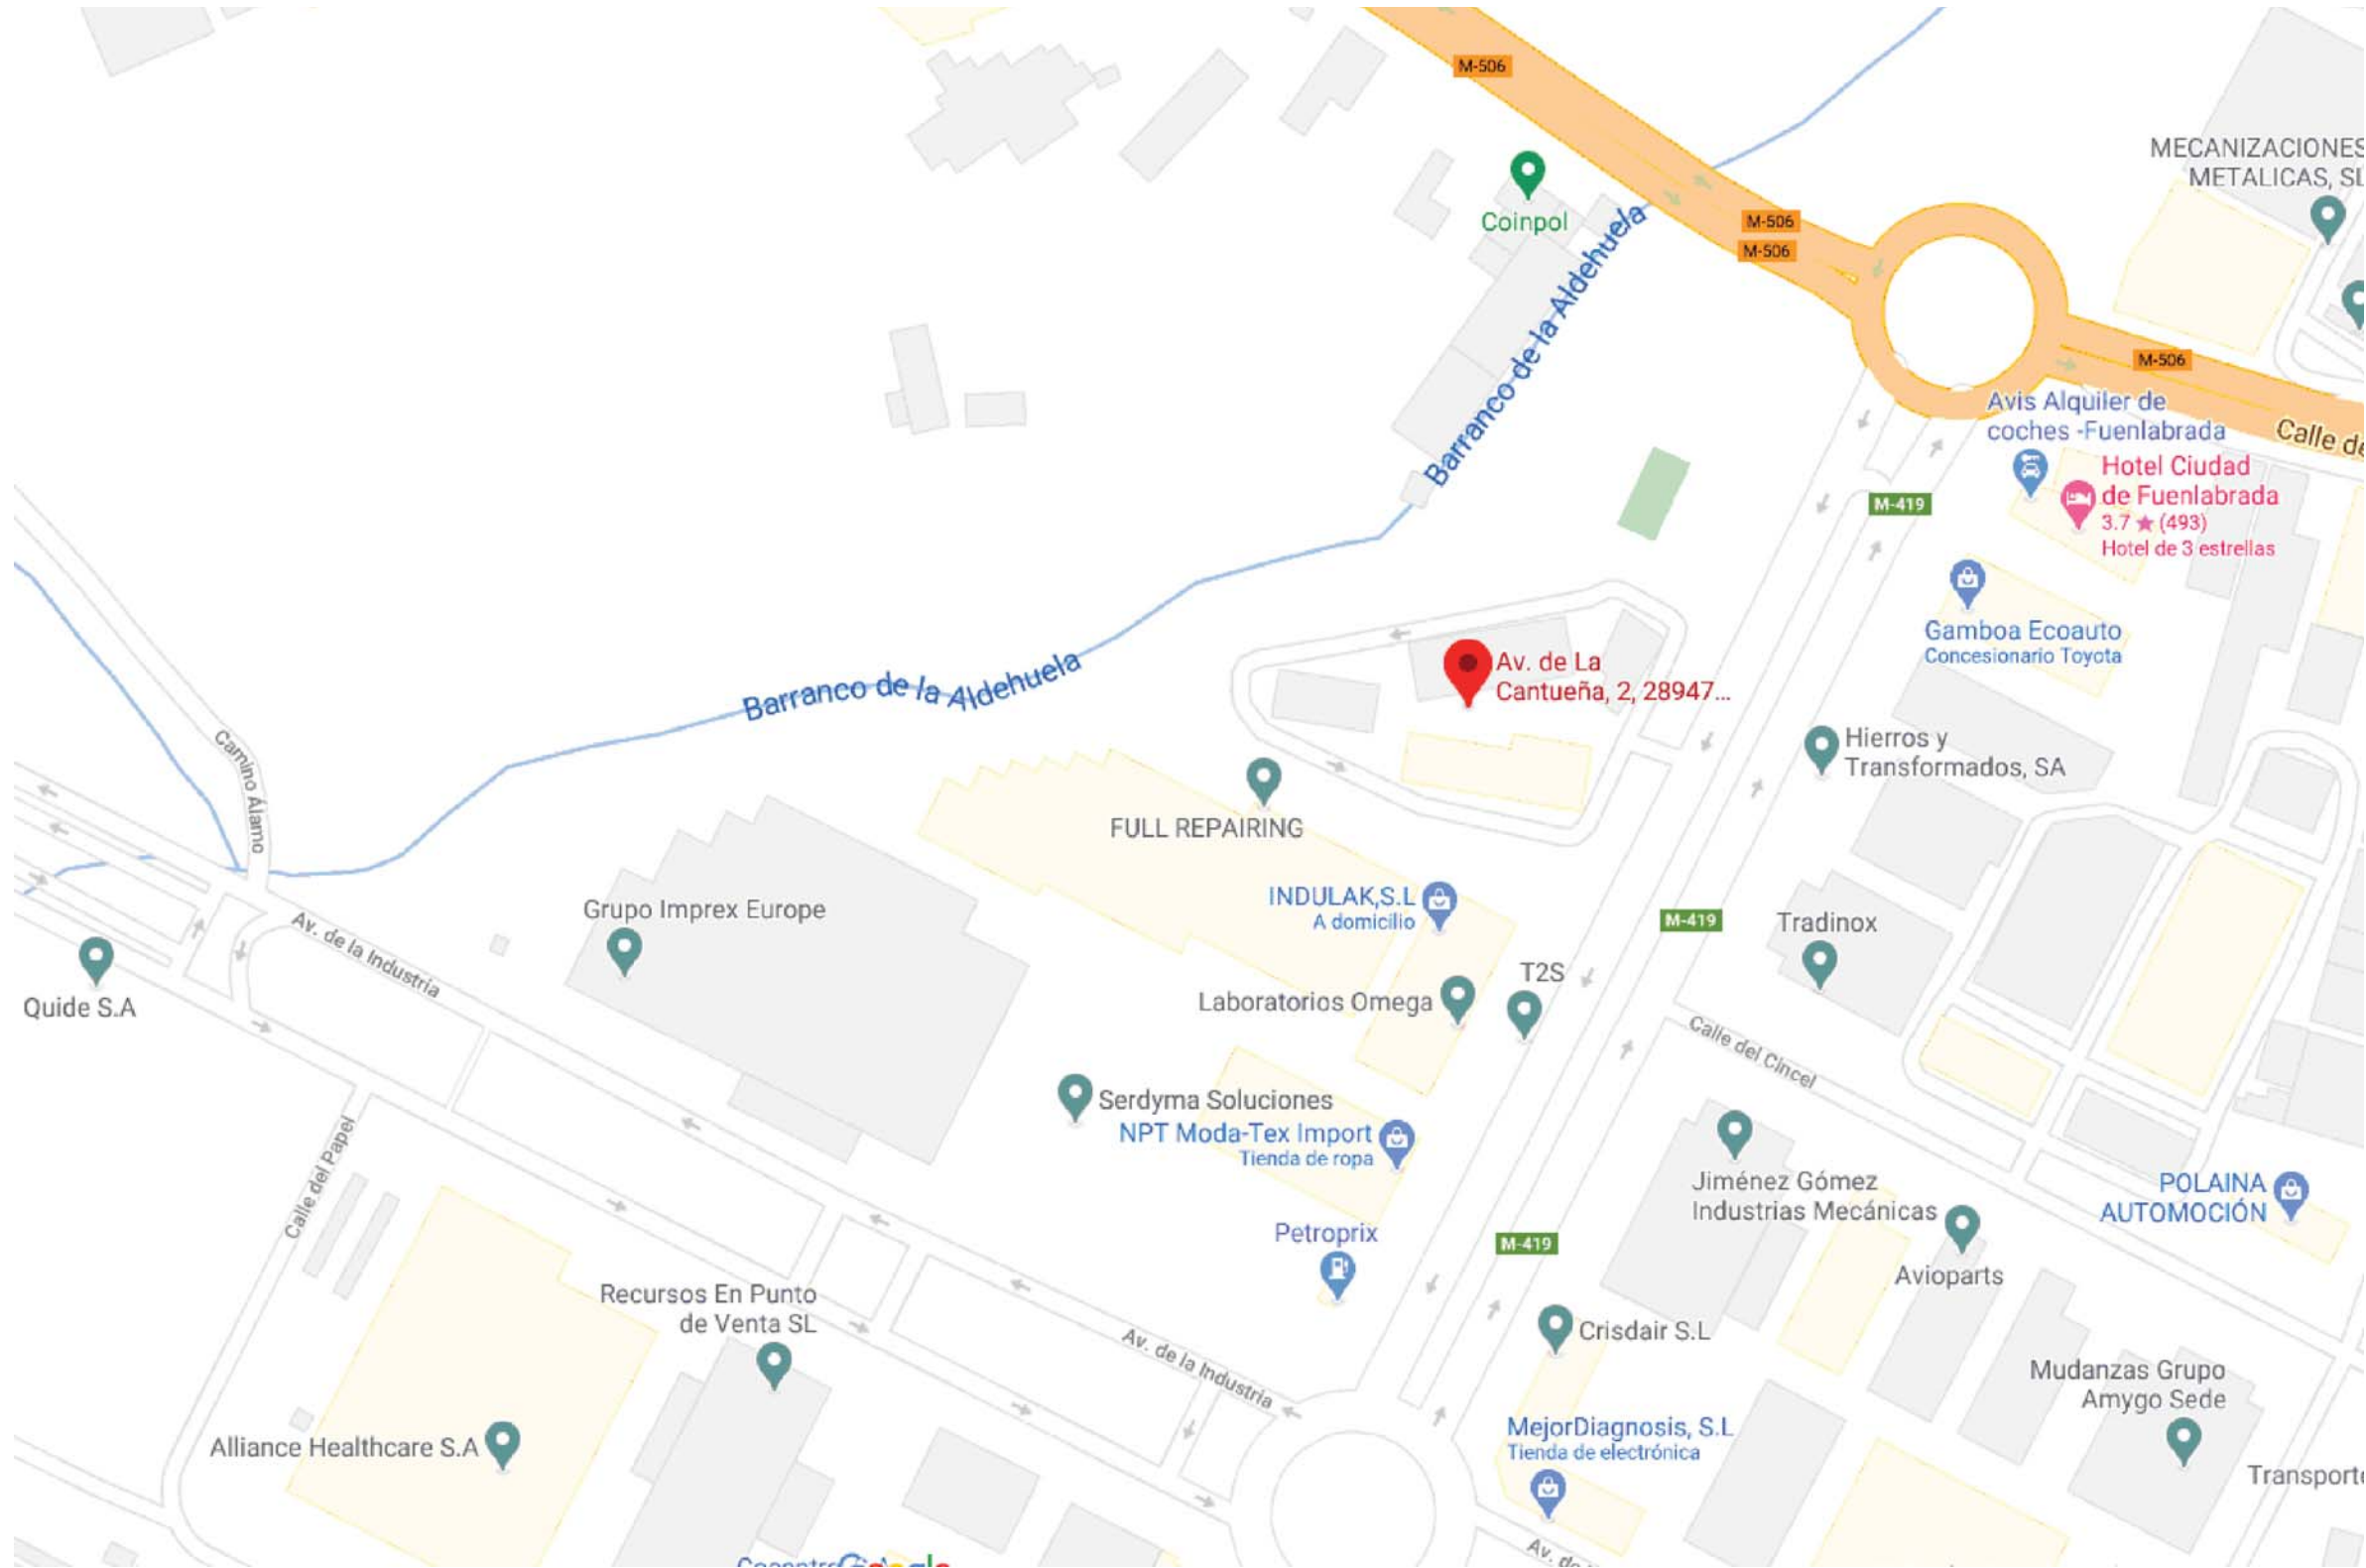 M-506
MECANIZACIONES
METALICAS, SL
Coinpol
M-506
M-506
Barranco de la Aldehuela
M-506
Avis Alquiler de
coches -Fuenlabrada
Calle de
Hotel Ciudad
de Fuenlabrada
3.7 ★ (493)
Hotel de 3 estrellas
M-419
Gamboa Ecoauto
Concesionario Toyota
Av. de La
Cantueña, 2, 28947...
Barranco de la Aldehuela
Camino Álamo
Hierros y
Transformados, SA
FULL REPAIRING
INDULAK,S.L
A domicilio
Grupo Imprex Europe
M-419
Tradinox
Av. de la Industria
Quide S.A
T2S
Laboratorios Omega
Calle del Cincel
Serdyma Soluciones
NPT Moda-Tex Import
Tienda de ropa
Calle del Papel
Jiménez Gómez
Industrias Mecánicas
POLAINA
AUTOMOCIÓN
Petroprix
M-419
Avioparts
Recursos En Punto
de Venta SL
Crisdair S.L
Av. de la Industria
Mudanzas Grupo
Amygo Sede
MejorDiagnosis, S.L
Tienda de electrónica
Alliance Healthcare S.A
Transporte
Google